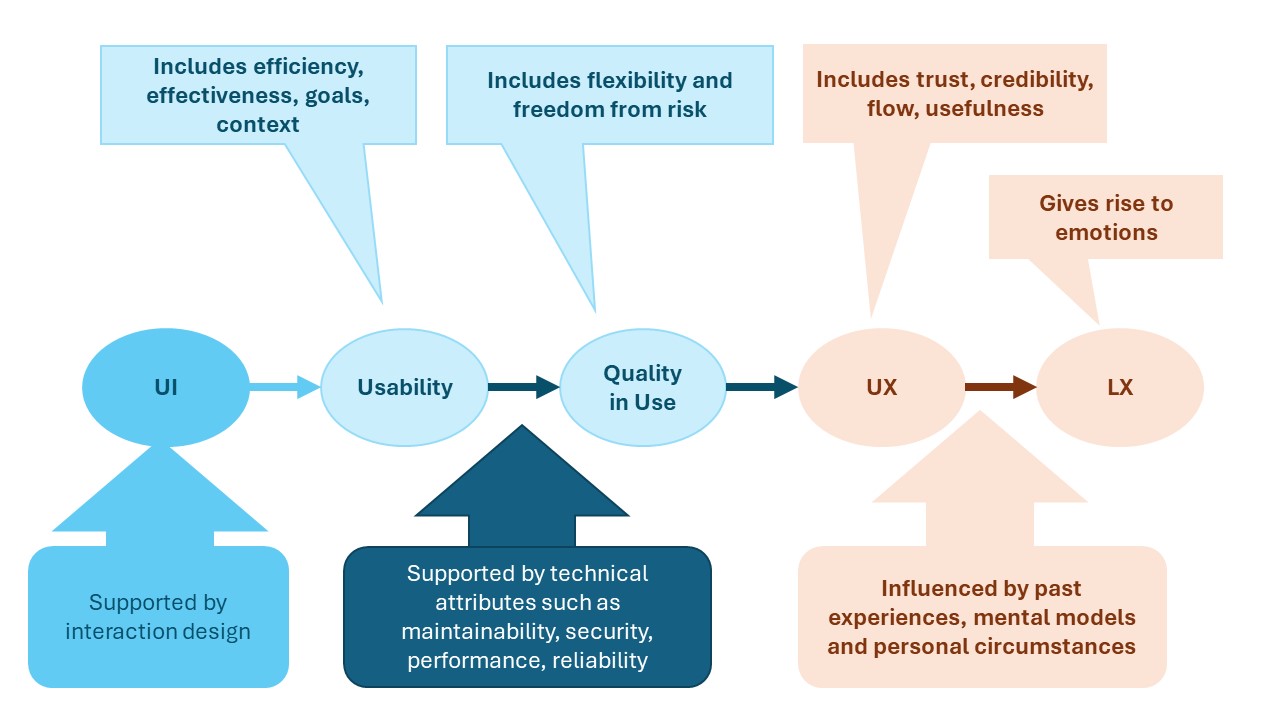 Includes efficiency,
effectiveness, goals,
context
Includes flexibility and
freedom from risk
Includes trust, credibility,
flow, usefulness
Gives rise to
emotions
UI
Usability
Quality
in Use
UX
LX
Supported by
interaction design
Supported by technical
attributes such as
maintainability, security,
performance, reliability
Influenced by past
experiences, mental models
and personal circumstances